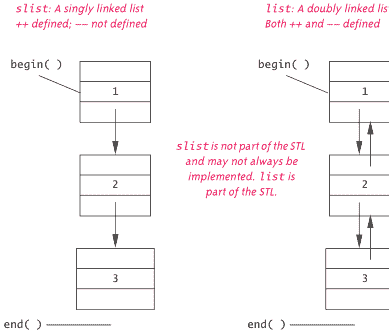 slist: A singly linked list
++ defined; -- not defined
begin( )
1
2
3
end( )
slist is not part of the STL
and may not always be
implemented. list is
part of the STL.
list: A doubly linked lis
Both ++ and -- defined
begin( )
1
2
3
end( )